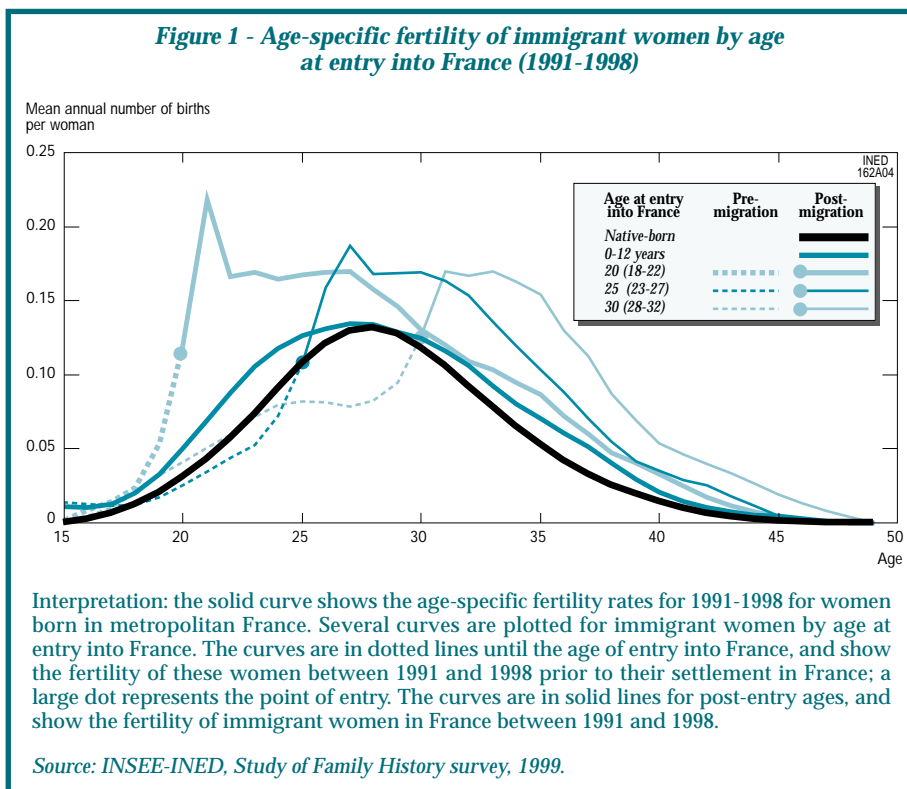 Figure 1 - Age-specific fertility of immigrant women by age
at entry into France (1991-1998)
Mean annual number of births
per woman
0.25
0.20
0.15
0.10
0.05
0
15
20
25
30
35
40
45
50
Age
INED
162A04
Age at entry into France Pre-migration Post-migration
Native-born
0-12 years
20 (18-22)
25 (23-27)
30 (28-32)
Interpretation: the solid curve shows the age-specific fertility rates for 1991-1998 for women
born in metropolitan France. Several curves are plotted for immigrant women by age at
entry into France. The curves are in dotted lines until the age of entry into France, and show
the fertility of these women between 1991 and 1998 prior to their settlement in France; a
large dot represents the point of entry. The curves are in solid lines for post-entry ages, and
show the fertility of immigrant women in France between 1991 and 1998.
Source: INSEE-INED, Study of Family History survey, 1999.